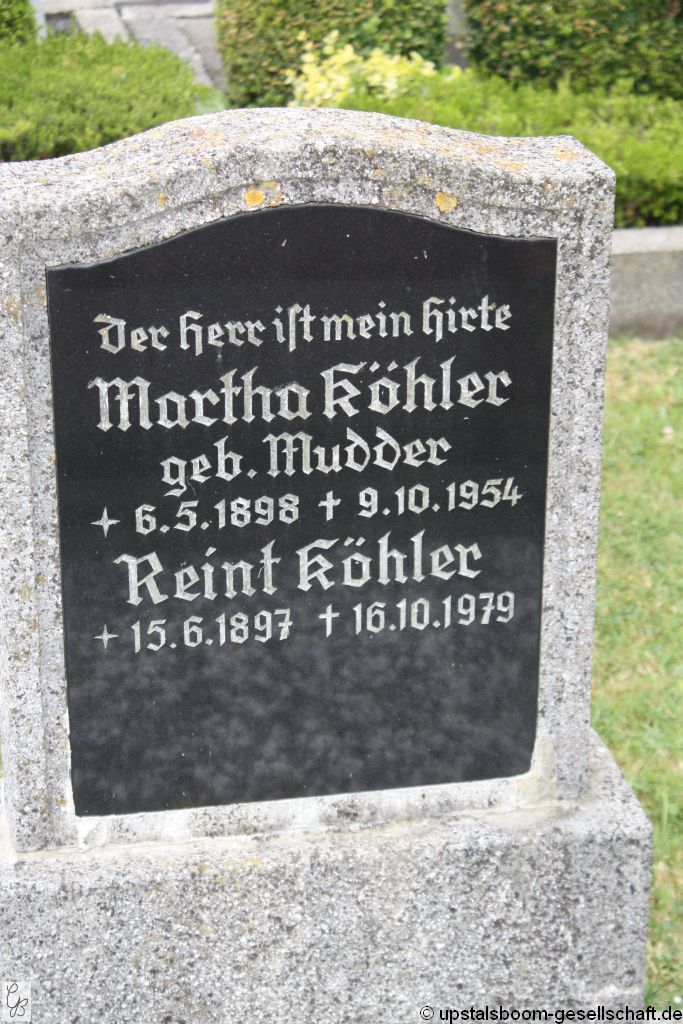 Der Herr ist mein Hirte
Martha Köhler
geb. Mudder
✶ 6.5.1898 † 9.10.1954
Reint Köhler
✶ 15.6.1897 † 16.10.1979
GB
© upstalsboom-gesellschaft.de